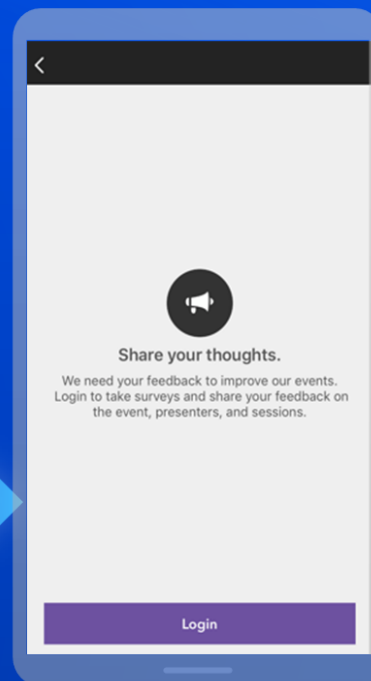 Share your thoughts.
We need your feedback to improve our events.
Login to take surveys and share your feedback on
the event, presenters, and sessions.
Login